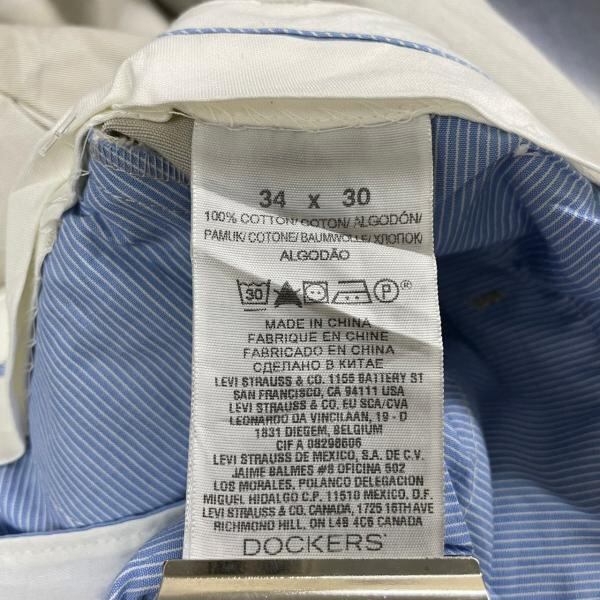 34 x 30
100% COTTON/COTON/ALGODÓN/
PAMUK/COTONE/BAUMWOLLE/ХЛОПОК/
ALGODÃO
30 P
MADE IN CHINA
FABRIQUE EN CHINE
FABRICADO EN CHINA
СДЕЛАНО В КИТАЕ
LEVI STRAUSS & CO. 1155 BATTERY ST
SAN FRANCISCO, CA 94111 USA
LEVI STRAUSS & CO. EU SCA/CVA
LEONARDO DA VINCILAAN, 19 - D
1831 DIEGEM, BELGIUM
CIF A 08298606
LEVI STRAUSS DE MEXICO, S.A. DE C.V.
JAIME BALMES #8 OFICINA 502
LOS MORALES, POLANCO DELEGACION
MIGUEL HIDALGO C.P. 11510 MEXICO, D.F.
LEVI STRAUSS & CO. CANADA, 1725 16TH AVE
RICHMOND HILL, ON L4B 4C6 CANADA
DOCKERS®